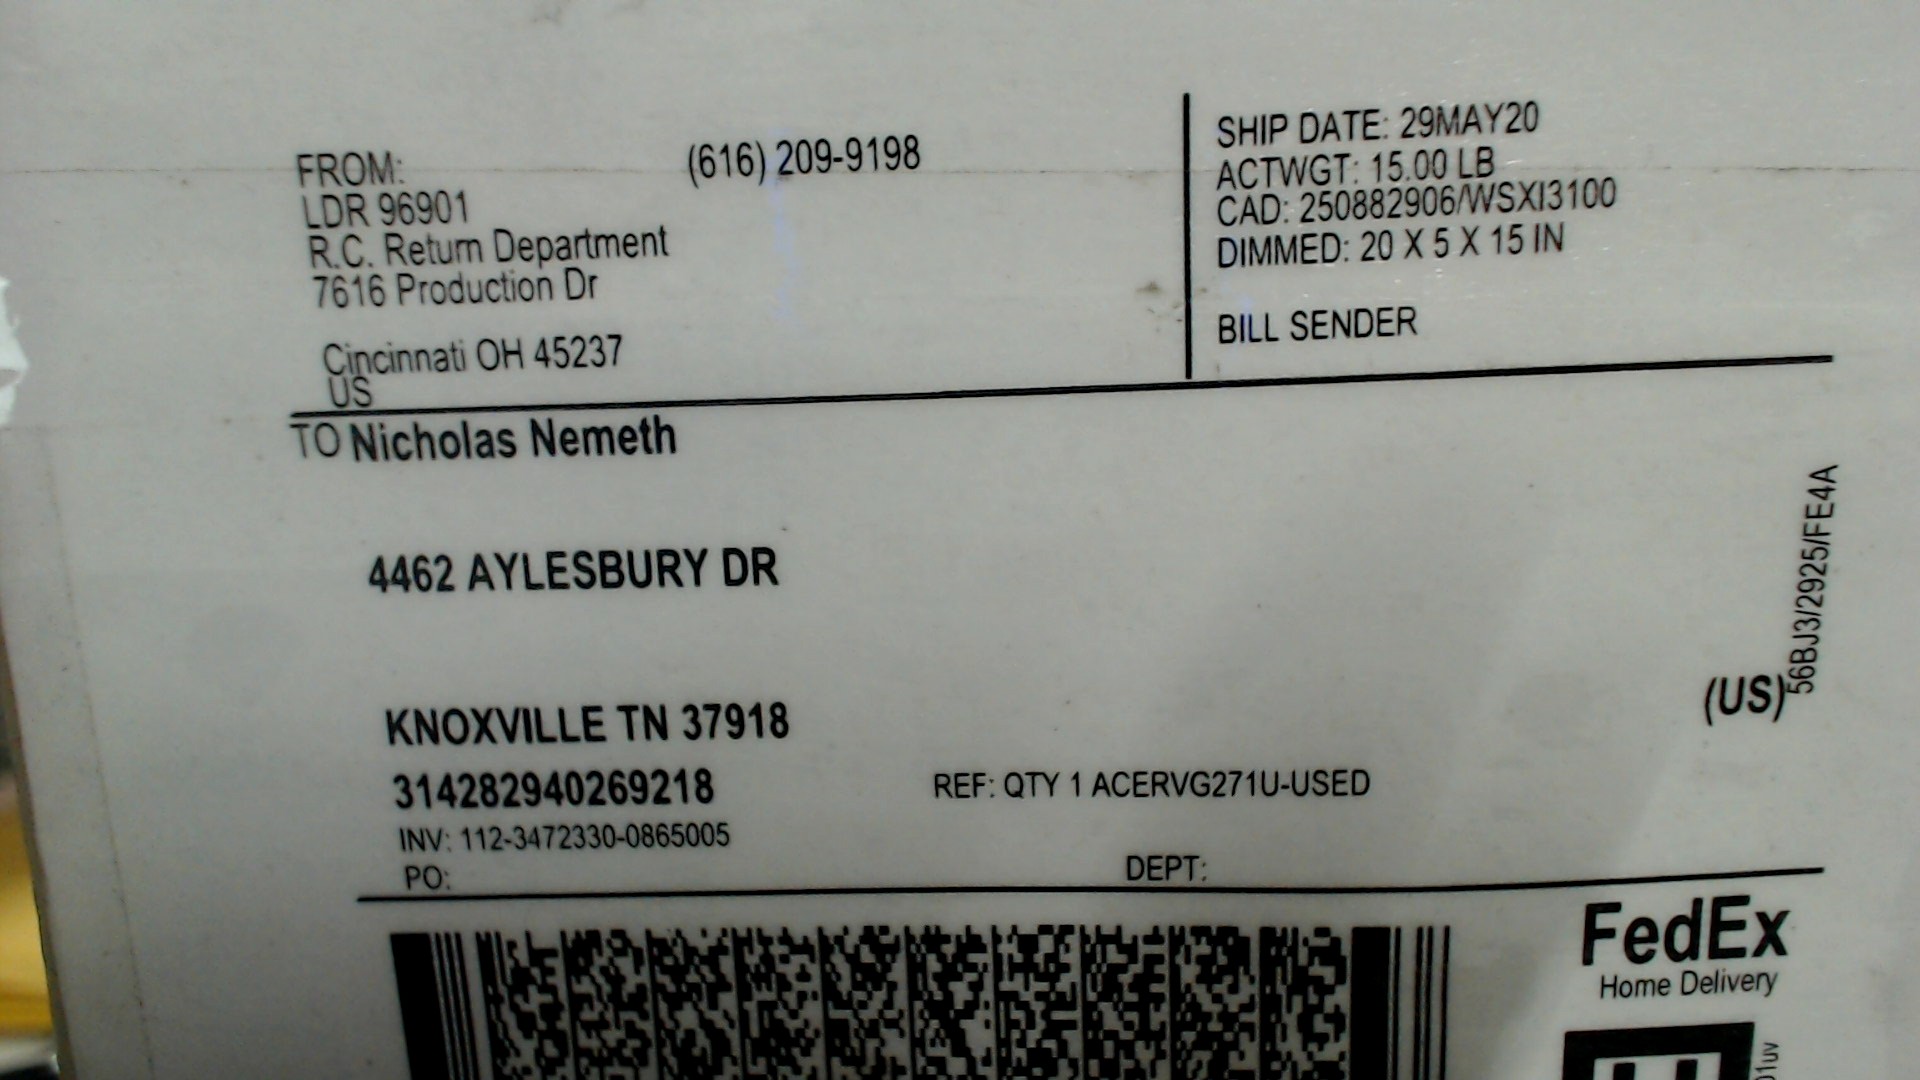 FROM: (616) 209-9198
LDR 96901
R.C. Return Department
7616 Production Dr
Cincinnati OH 45237
US
SHIP DATE: 29MAY20
ACTWGT: 15.00 LB
CAD: 250882906/WSXI3100
DIMMED: 20 X 5 X 15 IN
BILL SENDER
TO Nicholas Nemeth
4462 AYLESBURY DR
KNOXVILLE TN 37918
(US)
314282940269218
REF: QTY 1 ACERVG271U-USED
INV: 112-3472330-0865005
PO:
DEPT:
56BJ3/2925/FE4A
FedEx
Home Delivery